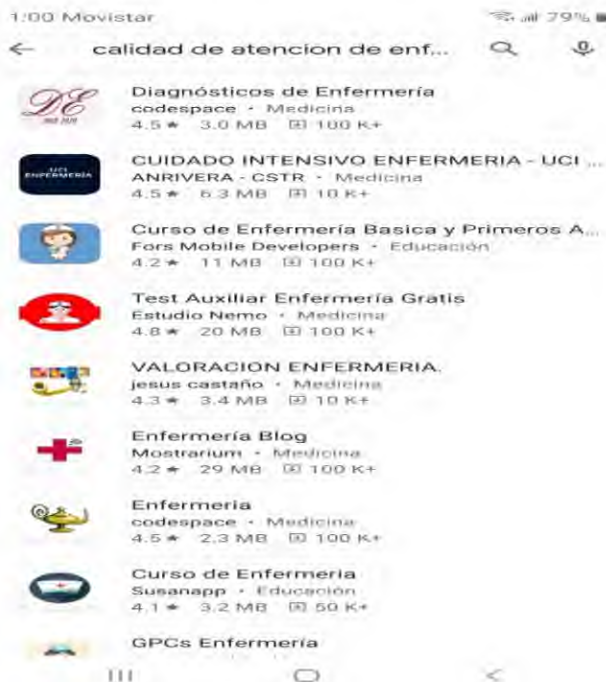 1:00 Movistar 79%
calidad de atencion de enf...
Diagnósticos de Enfermería
codespace • Medicina
4.5 ★ 3.0 MB 100 K+
UCI
ENFERMERÍA
CUIDADO INTENSIVO ENFERMERIA - UCI ...
ANRIVERA - CSTR • Medicina
4.5 ★ 6.3 MB 10 K+
Curso de Enfermería Basica y Primeros A...
Fors Mobile Developers • Educación
4.2 ★ 11 MB 100 K+
Test Auxiliar Enfermería Gratis
Estudio Nemo • Medicina
4.8 ★ 20 MB 100 K+
VALORACION ENFERMERIA.
jesus castaño • Medicina
4.3 ★ 3.4 MB 10 K+
Enfermería Blog
Mostrarium • Medicina
4.2 ★ 29 MB 100 K+
Enfermeria
codespace • Medicina
4.5 ★ 2.3 MB 100 K+
Curso de Enfermeria
Susanapp • Educación
4.1 ★ 3.2 MB 50 K+
GPCs Enfermería